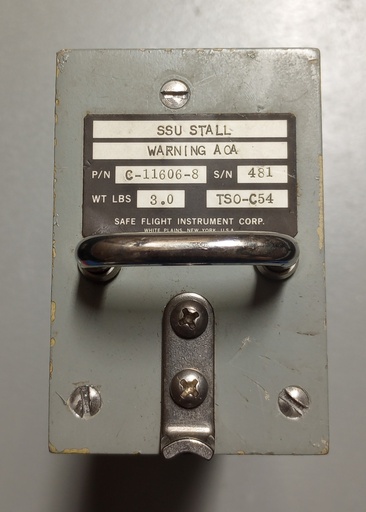 SSU STALL
WARNING AOA
P/N C-11606-8 S/N 481
WT LBS 3.0 TSO-C54
SAFE FLIGHT INSTRUMENT CORP.
WHITE PLAINS, NEW YORK, U.S.A.